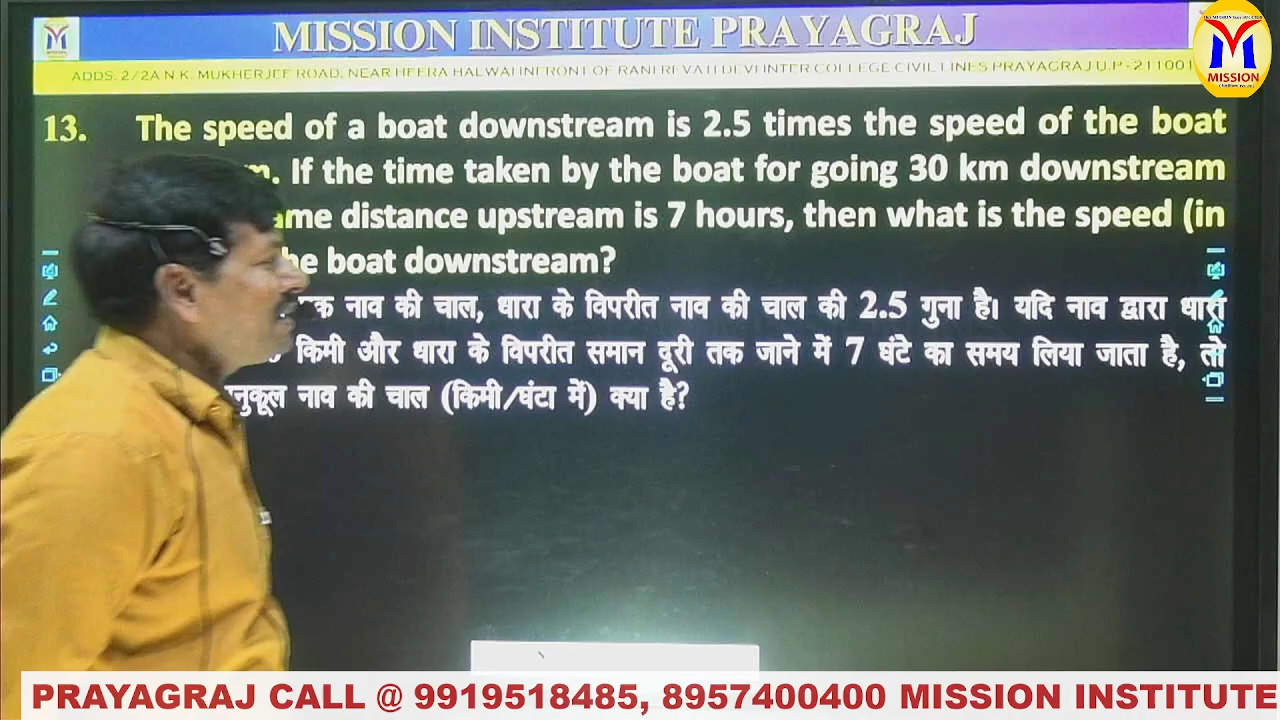 MISSION INSTITUTE PRAYAGRAJ
ADDS. 2/2A N K. MUKHERJEE ROAD, NEAR HEERA HALWAI INFRONT OF RANI REVATI DEVI INTER COLLEGE CIVIL LINES PRAYAGRAJ U.P - 211001
MISSION
13. The speed of a boat downstream is 2.5 times the speed of the boat
m. If the time taken by the boat for going 30 km downstream
ame distance upstream is 7 hours, then what is the speed (in
he boat downstream?
नाव की चाल, धारा के विपरीत नाव की चाल की 2.5 गुना है। यदि नाव द्वारा धारा
किमी और धारा के विपरीत समान दूरी तक जाने में 7 घंटे का समय लिया जाता है, तो
नुकूल नाव की चाल (किमी/घंटा में) क्या है?
PRAYAGRAJ CALL @ 9919518485, 8957400400 MISSION INSTITUTE